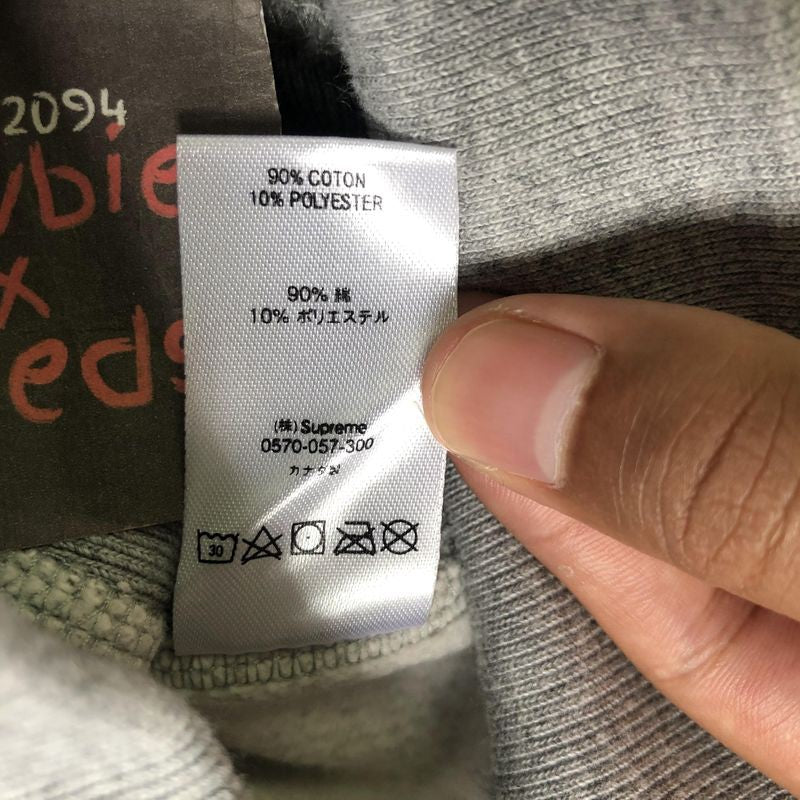 2094
bie
x
eds
90% COTON
10% POLYESTER
90% 綿
10% ポリエステル
(株) Supreme
0570-057-300
カナダ製
30